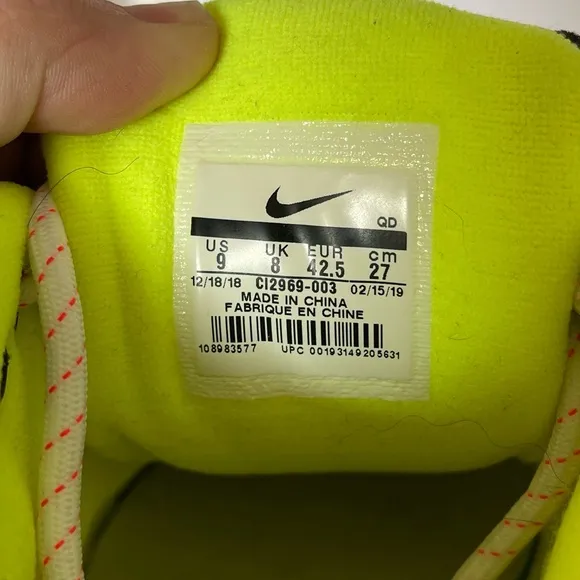 QD
US UK EUR cm
9 8 42.5 27
12/18/18 CI2969-003 02/15/19
MADE IN CHINA
FABRIQUE EN CHINE
108983577 UPC 00193149205631